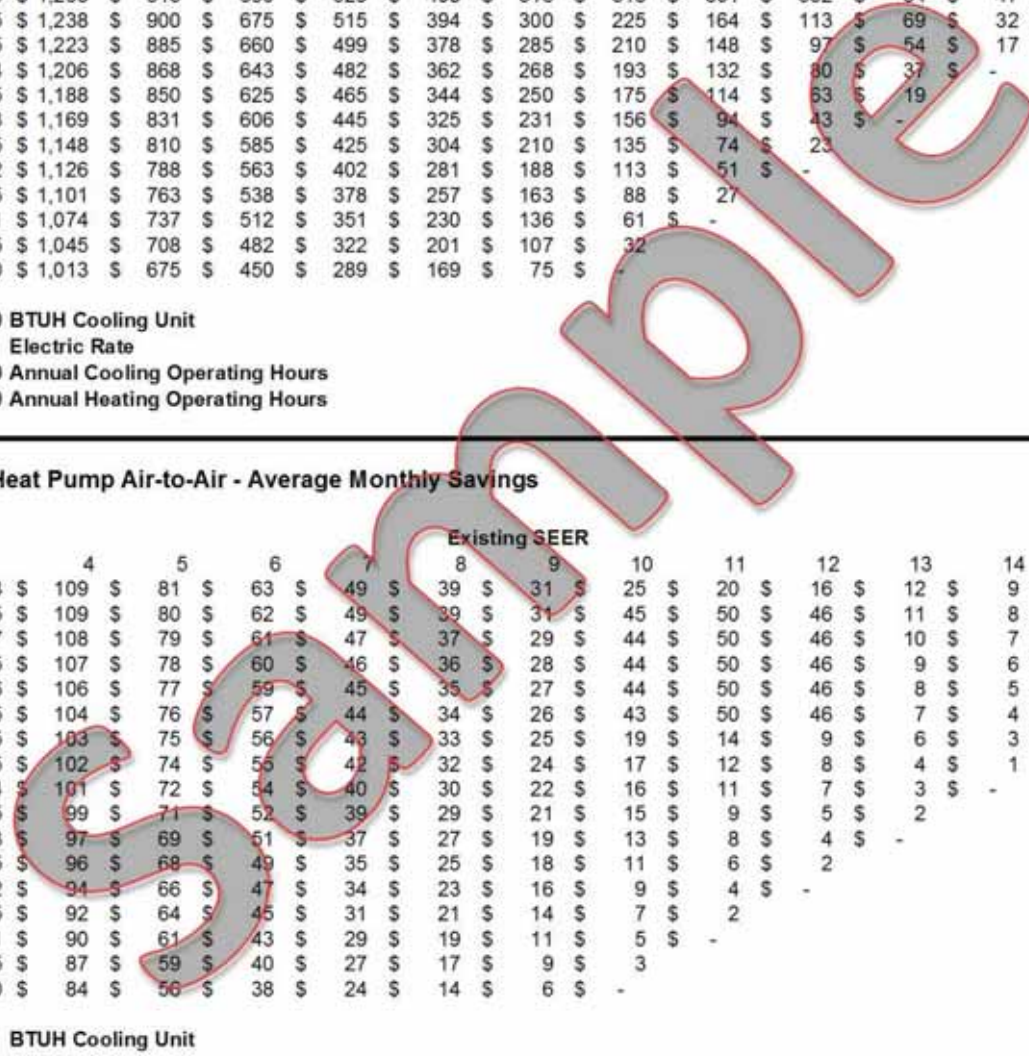 $ 1,238 $ 900 $ 675 $ 515 $ 394 $ 300 $ 225 $ 164 $ 113 $ 69 $ 32
$ 1,223 $ 885 $ 660 $ 499 $ 378 $ 285 $ 210 $ 148 $ 97 $ 54 $ 17
$ 1,206 $ 868 $ 643 $ 482 $ 362 $ 268 $ 193 $ 132 $ 80 $ 37 $ -
$ 1,188 $ 850 $ 625 $ 465 $ 344 $ 250 $ 175 $ 114 $ 63 $ 19
$ 1,169 $ 831 $ 606 $ 445 $ 325 $ 231 $ 156 $ 94 $ 43 $ -
$ 1,148 $ 810 $ 585 $ 425 $ 304 $ 210 $ 135 $ 74 $ 23
$ 1,126 $ 788 $ 563 $ 402 $ 281 $ 188 $ 113 $ 51 $ -
$ 1,101 $ 763 $ 538 $ 378 $ 257 $ 163 $ 88 $ 27
$ 1,074 $ 737 $ 512 $ 351 $ 230 $ 136 $ 61 $ -
$ 1,045 $ 708 $ 482 $ 322 $ 201 $ 107 $ 32
$ 1,013 $ 675 $ 450 $ 289 $ 169 $ 75 $ -
BTUH Cooling Unit
Electric Rate
Annual Cooling Operating Hours
Annual Heating Operating Hours
Heat Pump Air-to-Air - Average Monthly Savings
Existing SEER
4 5 6 7 8 9 10 11 12 13 14
$ 109 $ 81 $ 63 $ 49 $ 39 $ 31 $ 25 $ 20 $ 16 $ 12 $ 9
$ 109 $ 80 $ 62 $ 49 $ 39 $ 31 $ 45 $ 50 $ 46 $ 11 $ 8
$ 108 $ 79 $ 61 $ 47 $ 37 $ 29 $ 44 $ 50 $ 46 $ 10 $ 7
$ 107 $ 78 $ 60 $ 46 $ 36 $ 28 $ 44 $ 50 $ 46 $ 9 $ 6
$ 106 $ 77 $ 59 $ 45 $ 35 $ 27 $ 44 $ 50 $ 46 $ 8 $ 5
$ 104 $ 76 $ 57 $ 44 $ 34 $ 26 $ 43 $ 50 $ 46 $ 7 $ 4
$ 103 $ 75 $ 56 $ 43 $ 33 $ 25 $ 19 $ 14 $ 9 $ 6 $ 3
$ 102 $ 74 $ 55 $ 42 $ 32 $ 24 $ 17 $ 12 $ 8 $ 4 $ 1
$ 101 $ 72 $ 54 $ 40 $ 30 $ 22 $ 16 $ 11 $ 7 $ 3 $ -
$ 99 $ 71 $ 52 $ 39 $ 29 $ 21 $ 15 $ 9 $ 5 $ 2
$ 97 $ 69 $ 51 $ 37 $ 27 $ 19 $ 13 $ 8 $ 4 $ -
$ 96 $ 68 $ 49 $ 35 $ 25 $ 18 $ 11 $ 6 $ 2
$ 94 $ 66 $ 47 $ 34 $ 23 $ 16 $ 9 $ 4 $ -
$ 92 $ 64 $ 45 $ 31 $ 21 $ 14 $ 7 $ 2
$ 90 $ 61 $ 43 $ 29 $ 19 $ 11 $ 5 $ -
$ 87 $ 59 $ 40 $ 27 $ 17 $ 9 $ 3
$ 84 $ 56 $ 38 $ 24 $ 14 $ 6 $ -
BTUH Cooling Unit
Sample